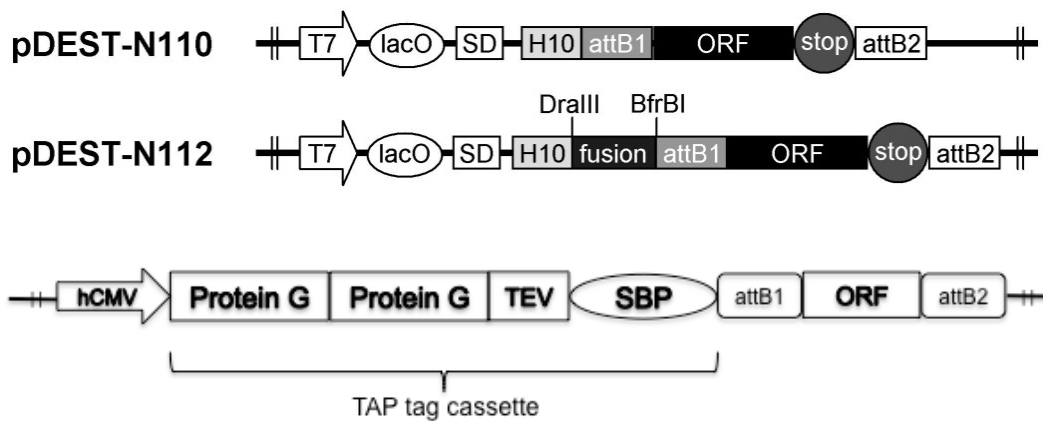 pDEST-N110 T7 lacO SD H10 attB1 ORF stop attB2
DraIII BfrBI
pDEST-N112 T7 lacO SD H10 fusion attB1 ORF stop attB2
hCMV Protein G Protein G TEV SBP attB1 ORF attB2
TAP tag cassette